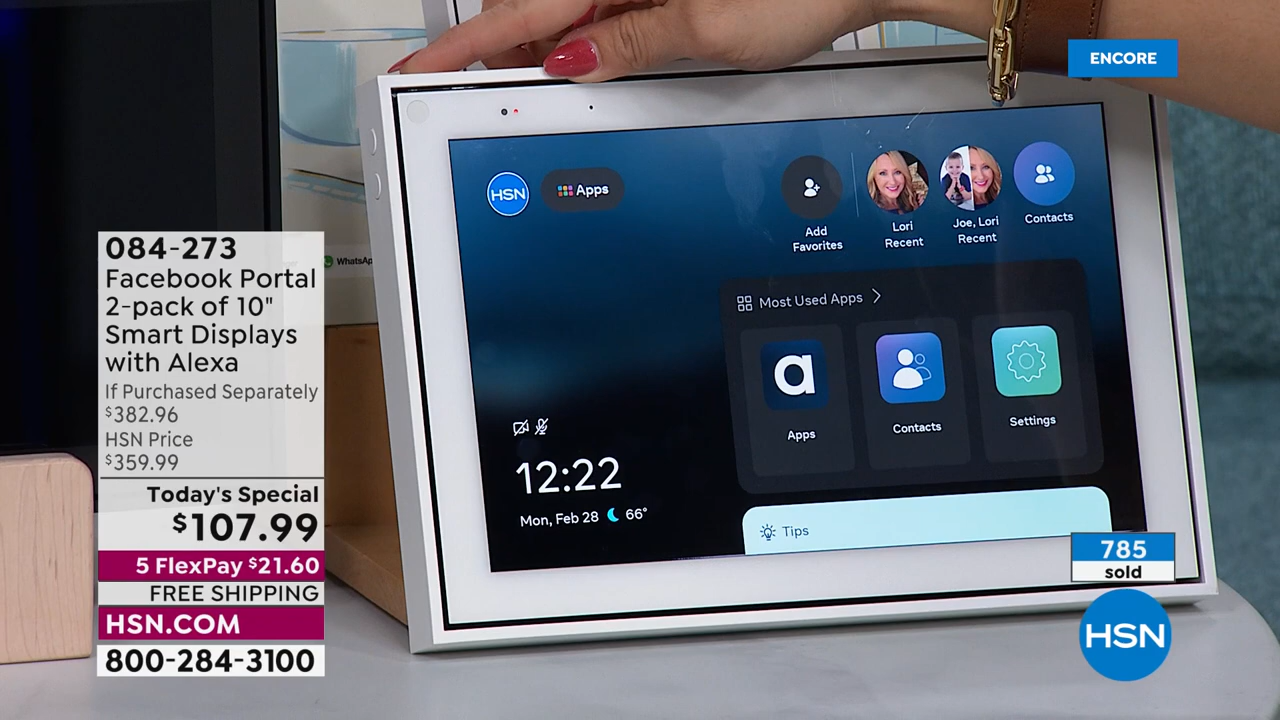 ENCORE
HSN
Apps
Add
Favorites
Lori
Recent
Joe, Lori
Recent
Contacts
WhatsAp
Most Used Apps >
a
Apps
Contacts
Settings
12:22
Mon, Feb 28 66°
Tips
084-273
Facebook Portal
2-pack of 10"
Smart Displays
with Alexa
If Purchased Separately
$382.96
HSN Price
$359.99
Today's Special
$107.99
5 FlexPay $21.60
FREE SHIPPING
HSN.COM
800-284-3100
785
sold
HSN